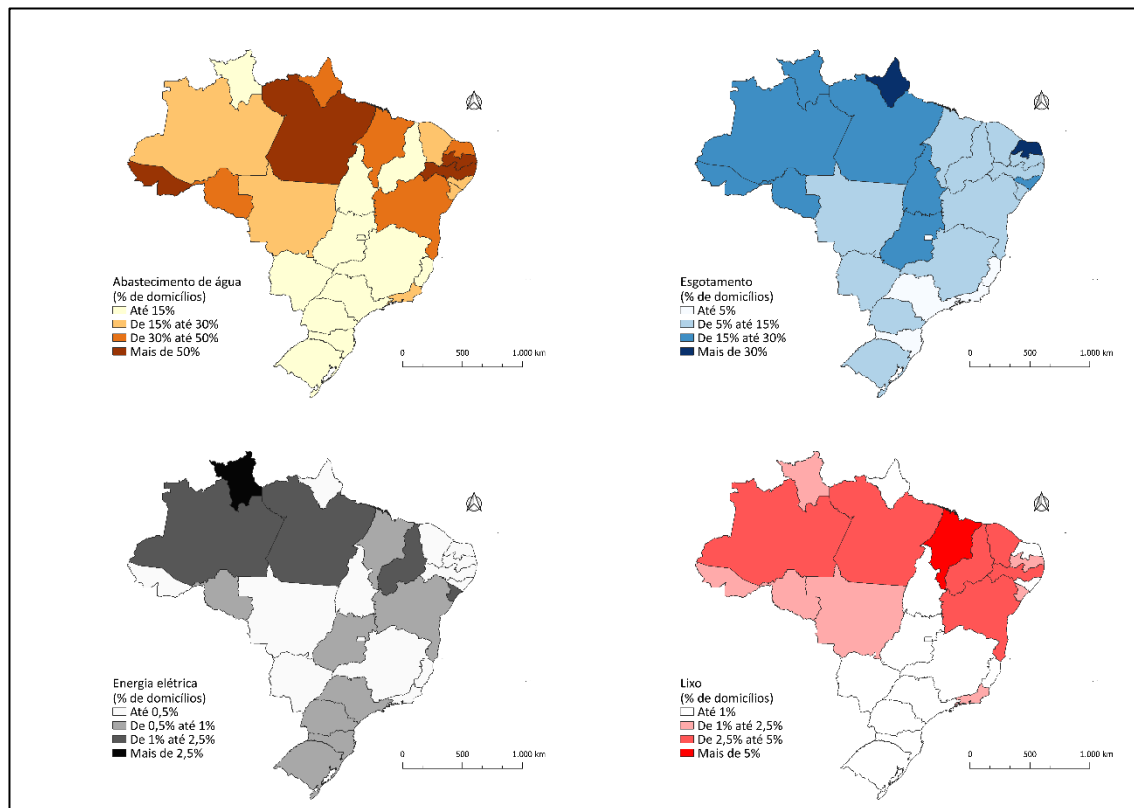 Abastecimento de água
(% de domicílios)
Até 15%
De 15% até 30%
De 30% até 50%
Mais de 50%
0 500 1.000 km
Esgotamento
(% de domicílios)
Até 5%
De 5% até 15%
De 15% até 30%
Mais de 30%
0 500 1.000 km
Energia elétrica
(% de domicílios)
Até 0,5%
De 0,5% até 1%
De 1% até 2,5%
Mais de 2,5%
0 500 1.000 km
Lixo
(% de domicílios)
Até 1%
De 1% até 2,5%
De 2,5% até 5%
Mais de 5%
0 500 1.000 km